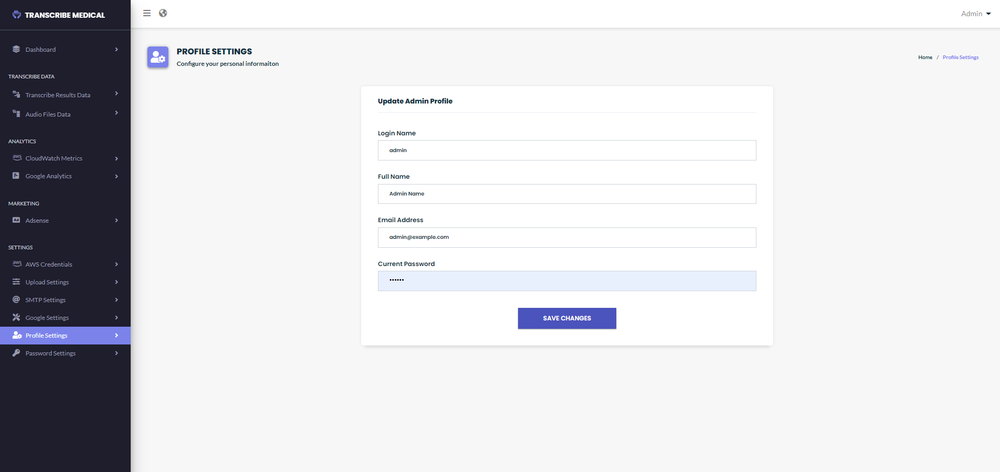 TRANSCRIBE MEDICAL
Admin
Dashboard
TRANSCRIBE DATA
Transcribe Results Data
Audio Files Data
ANALYTICS
aws CloudWatch Metrics
Google Analytics
MARKETING
Ad Adsense
SETTINGS
aws AWS Credentials
Upload Settings
@ SMTP Settings
Google Settings
Profile Settings
Password Settings
PROFILE SETTINGS
Configure your personal informaiton
Home / Profile Settings
Update Admin Profile
Login Name
admin
Full Name
Admin Name
Email Address
admin@example.com
Current Password
••••••
SAVE CHANGES